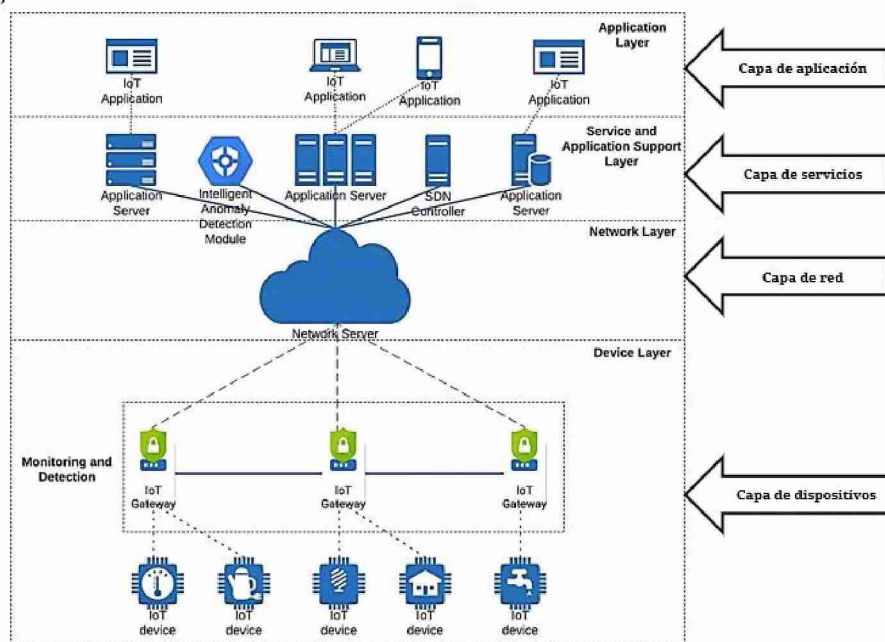 Application
Layer
IoT
Application
IoT
Application
IoT
Application
IoT
Application
Capa de aplicación
Service and
Application Support
Layer
Application
Server
Intelligent
Anomaly
Detection
Module
Application Server
SDN
Controller
Application
Server
Capa de servicios
Network Layer
Network Server
Capa de red
Device Layer
Monitoring and
Detection
IoT
Gateway
IoT
Gateway
IoT
Gateway
Capa de dispositivos
IoT
device
IoT
device
IoT
device
IoT
device
IoT
device